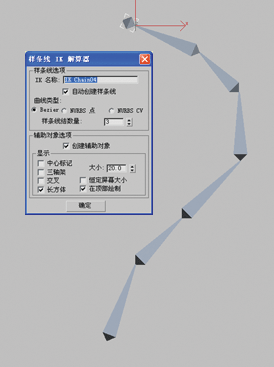 样条线 IK 解算器
样条线选项
IK 名称: IK Chain04
自动创建样条线
曲线类型:
Bezier NURBS 点 NURBS CV
样条线结数量: 3
辅助对象选项
创建辅助对象
显示
中心标记 大小: 20.0
三轴架
交叉 恒定屏幕大小
长方体 在顶部绘制
确定